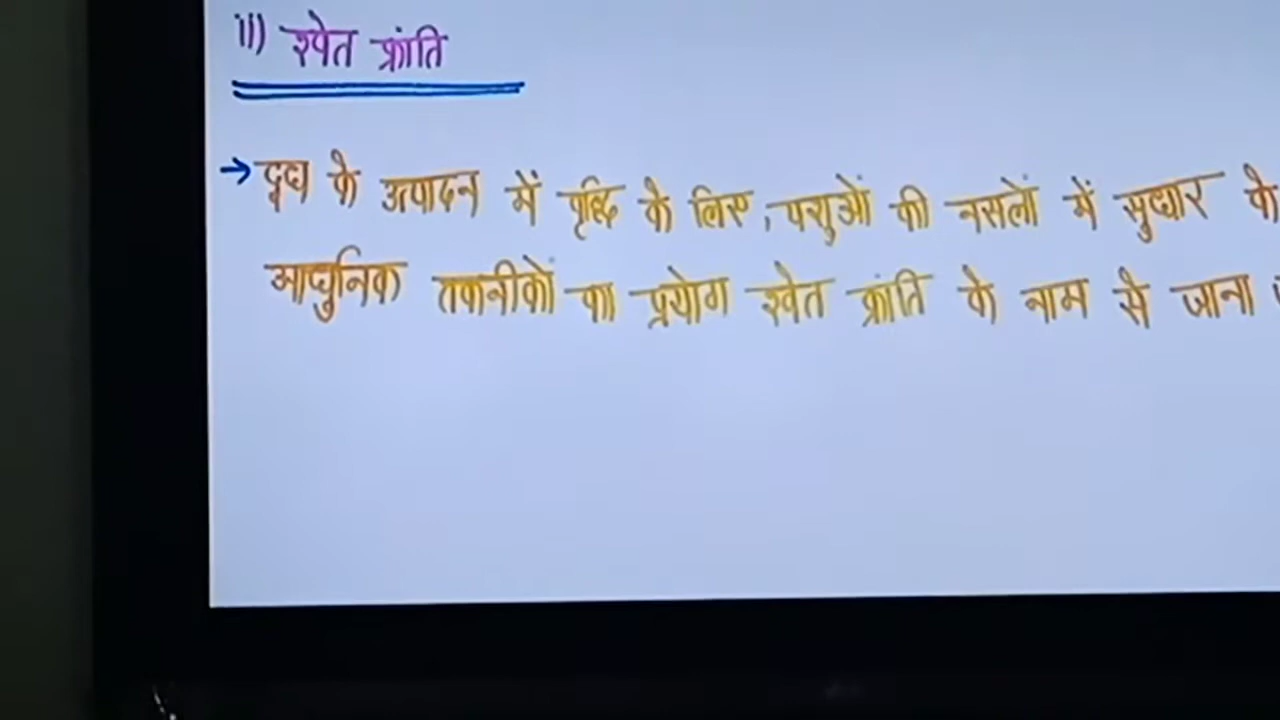 ii) श्वेत क्रांति
→ दूध के उत्पादन में वृद्धि के लिए, पशुओं की नसलों में सुधार के
आधुनिक तकनीकों का प्रयोग श्वेत क्रांति के नाम से जाना